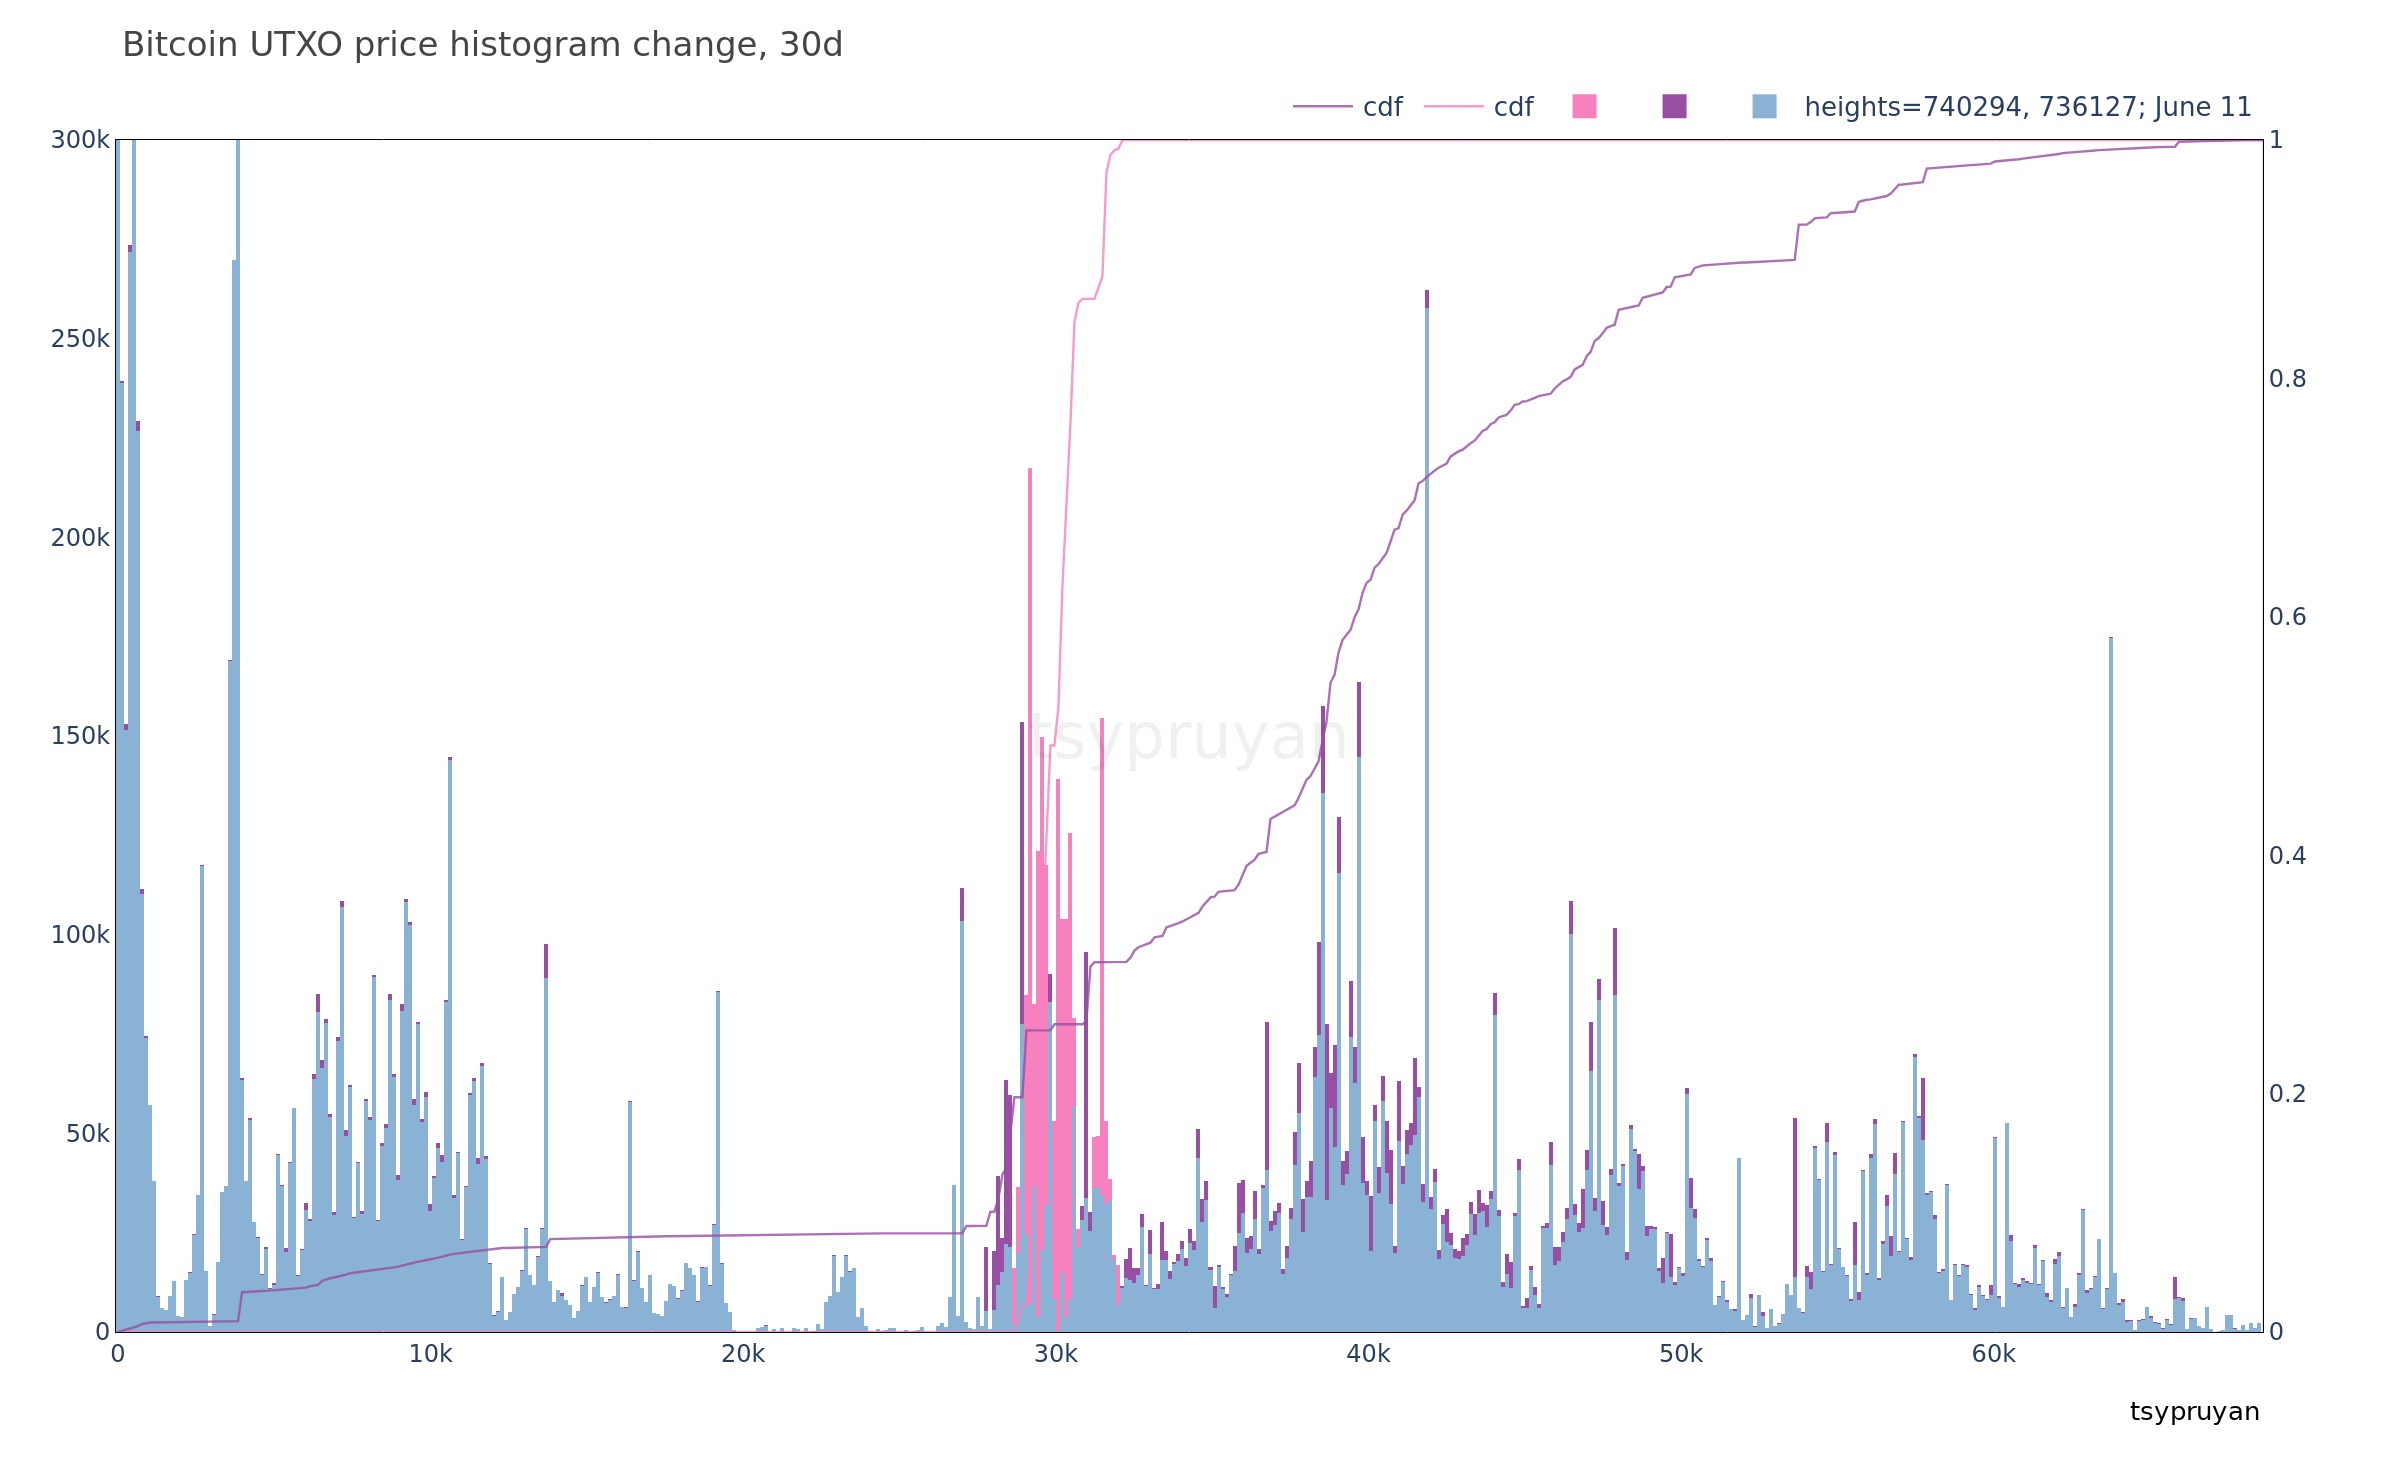 Bitcoin UTXO price histogram change, 30d
cdf cdf heights=740294, 736127; June 11
300k
250k
200k
150k
100k
50k
0
1
0.8
0.6
0.4
0.2
0
tsypruyan
0 10k 20k 30k 40k 50k 60k
tsypruyan